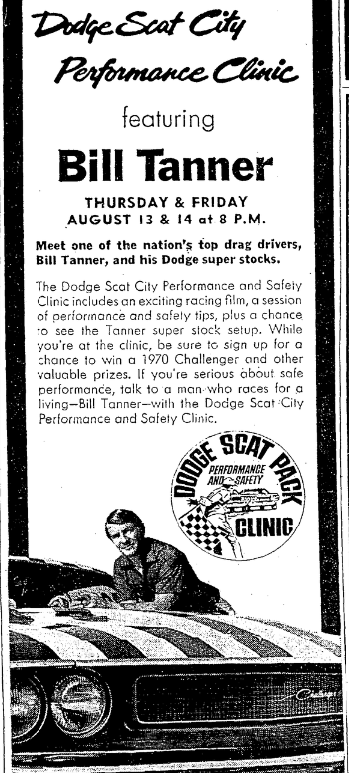 Dodge Scat City
Performance Clinic
featuring
Bill Tanner
THURSDAY & FRIDAY
AUGUST 13 & 14 at 8 P.M.
Meet one of the nation's top drag drivers,
Bill Tanner, and his Dodge super stocks.
The Dodge Scat City Performance and Safety
Clinic includes an exciting racing film, a session
of performance and safety tips, plus a chance
to see the Tanner super stock setup. While
you're at the clinic, be sure to sign up for a
chance to win a 1970 Challenger and other
valuable prizes. If you're serious about safe
performance, talk to a man who races for a
living—Bill Tanner—with the Dodge Scat City
Performance and Safety Clinic.
DODGE SCAT PACK
PERFORMANCE
AND SAFETY
CLINIC